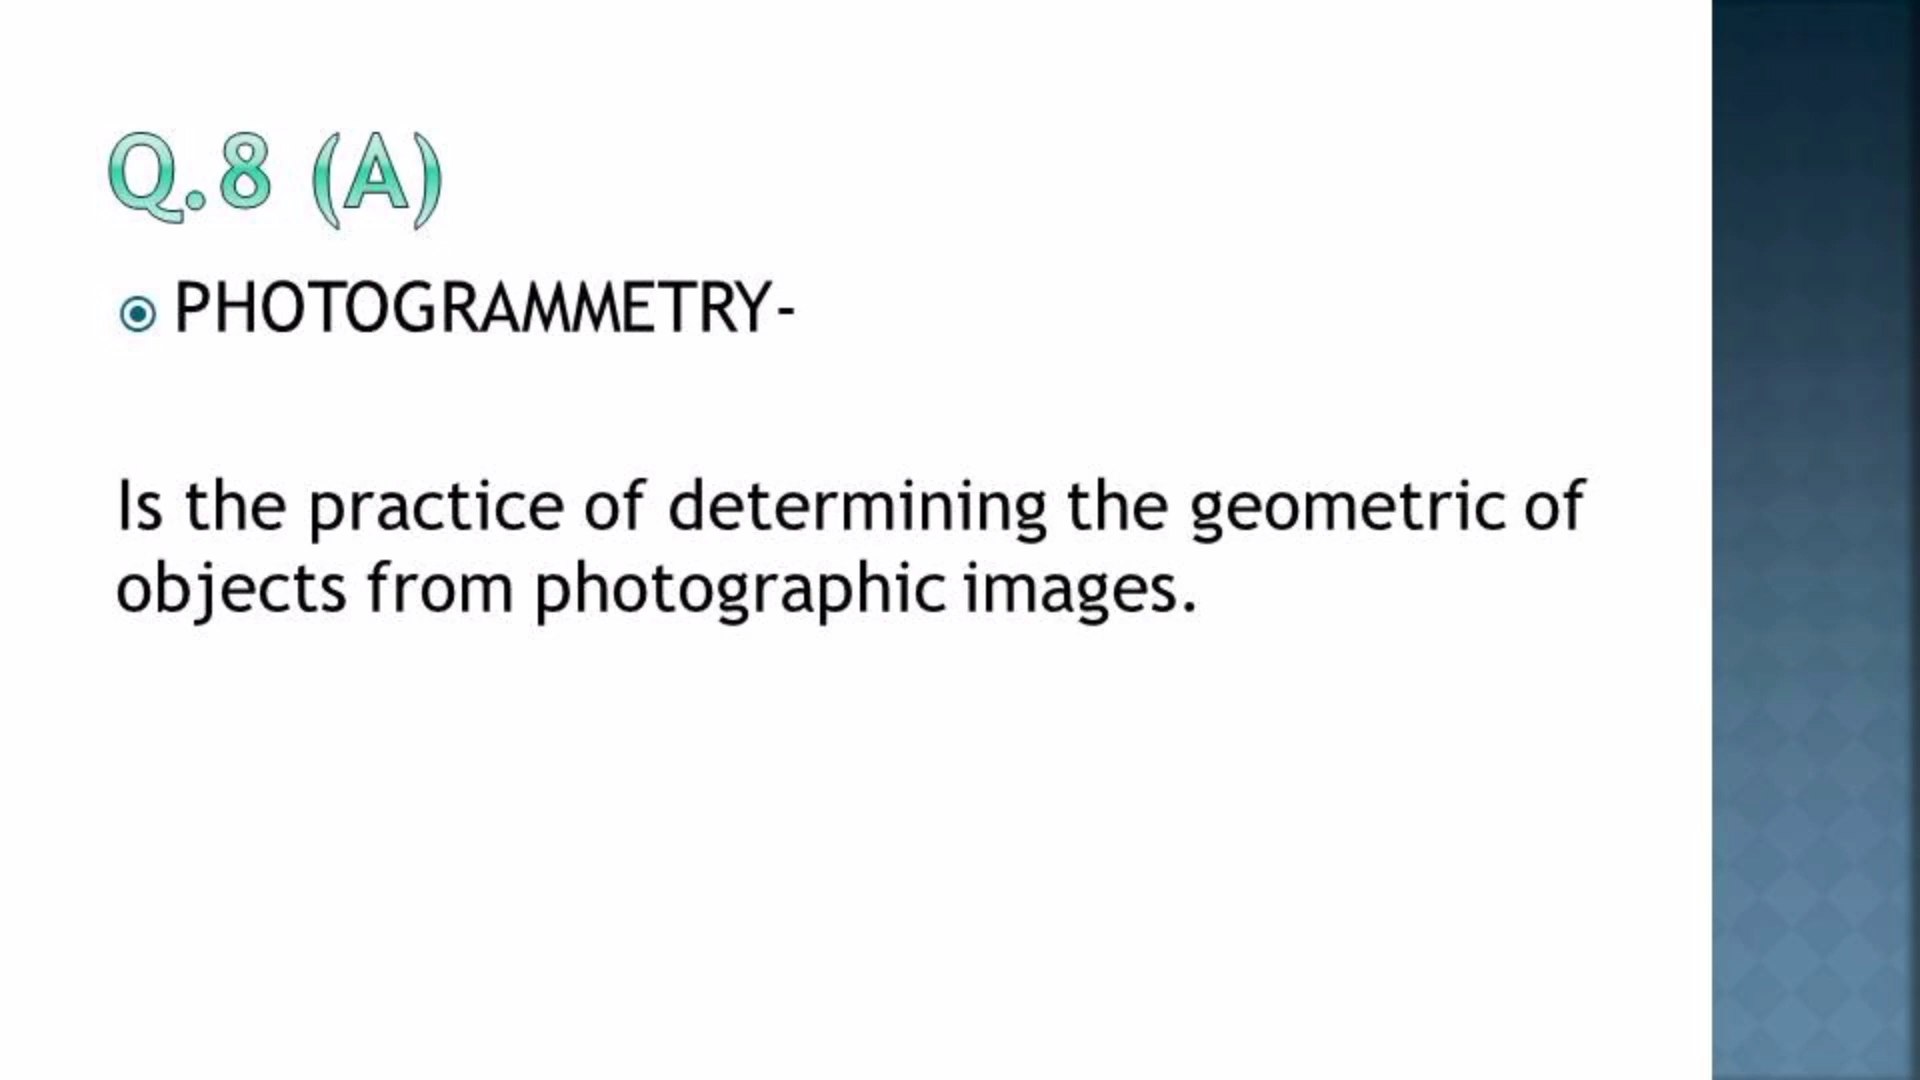 Q.8 (A)
PHOTOGRAMMETRY-
Is the practice of determining the geometric of
objects from photographic images.